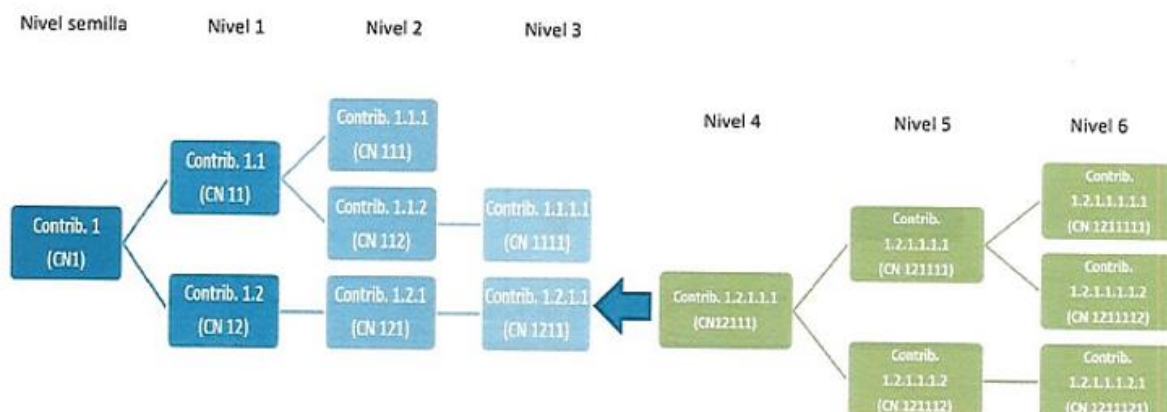 Nivel semilla
Nivel 1
Nivel 2
Nivel 3
Nivel 4
Nivel 5
Nivel 6
Contrib. 1
(CN1)
Contrib. 1.1
(CN 11)
Contrib. 1.2
(CN 12)
Contrib. 1.1.1
(CN 111)
Contrib. 1.1.2
(CN 112)
Contrib. 1.2.1
(CN 121)
Contrib. 1.1.1.1
(CN 1111)
Contrib. 1.2.1.1
(CN 1211)
Contrib. 1.2.1.1.1
(CN12111)
Contrib.
1.2.1.1.1.1
(CN 121111)
Contrib.
1.2.1.1.1.2
(CN 121112)
Contrib.
1.2.1.1.1.1.1
(CN 1211111)
Contrib.
1.2.1.1.1.1.2
(CN 1211112)
Contrib.
1.2.1.1.1.2.1
(CN 1211121)